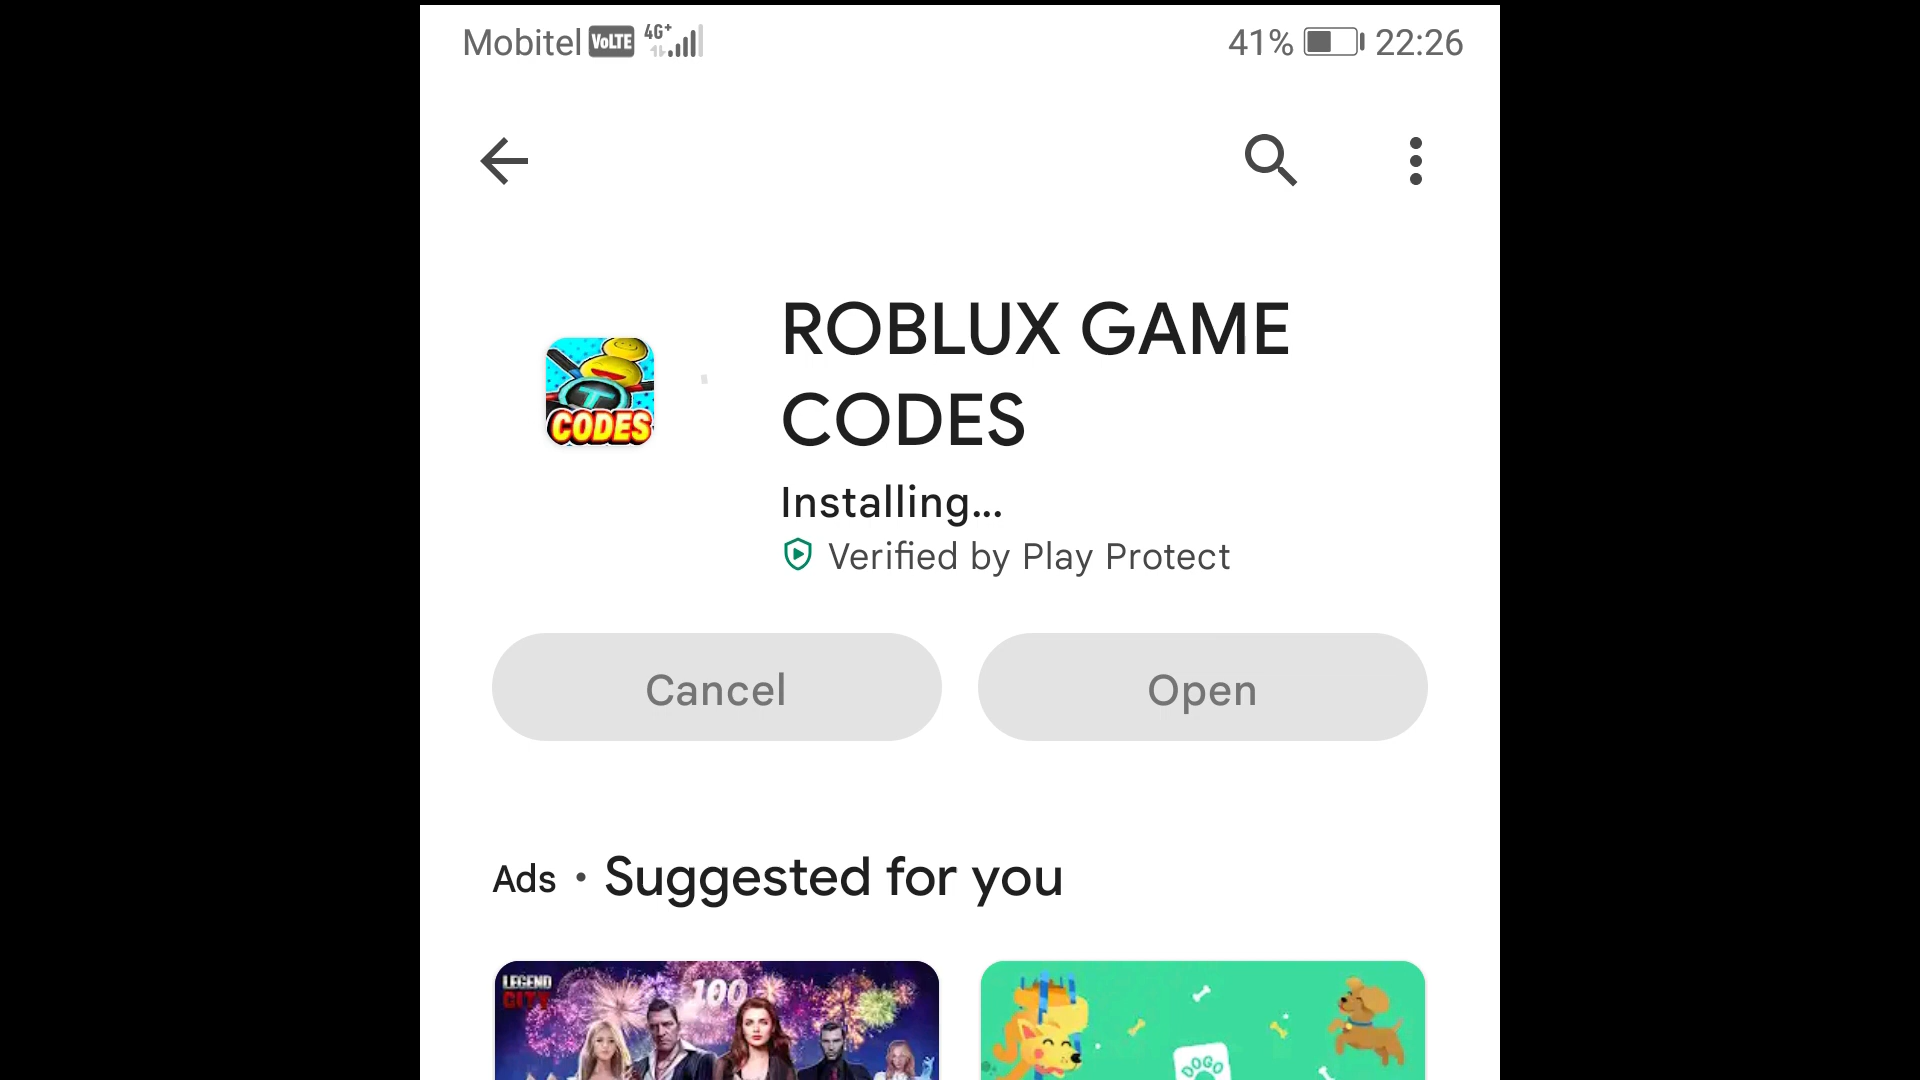 Mobitel VoLTE 4G+ 41% 22:26
ROBLUX GAME
CODES
CODES
Installing...
Verified by Play Protect
Cancel Open
Ads • Suggested for you
LEGEND
CITY
100
DOGO